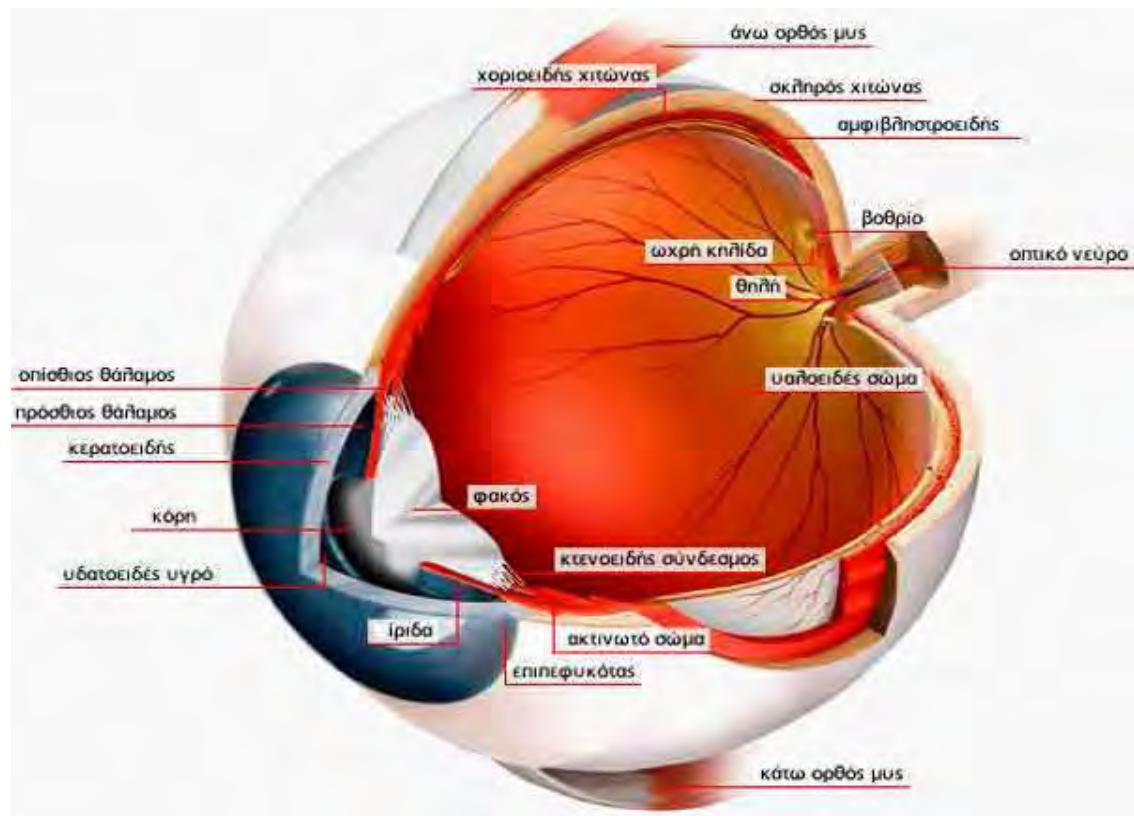 άνω ορθός μυς
χοριοειδής χιτώνας
σκληρός χιτώνας
αμφιβληστροειδής
βοθρίο
ωχρή κηλίδα
οπτικό νεύρο
θηλή
οπίσθιος θάλαμος
υαλοειδές σώμα
πρόσθιος θάλαμος
κερατοειδής
φακός
κόρη
κτενοειδής σύνδεσμος
υδατοειδές υγρό
ίριδα
ακτινωτό σώμα
επιπεφυκότας
κάτω ορθός μυς